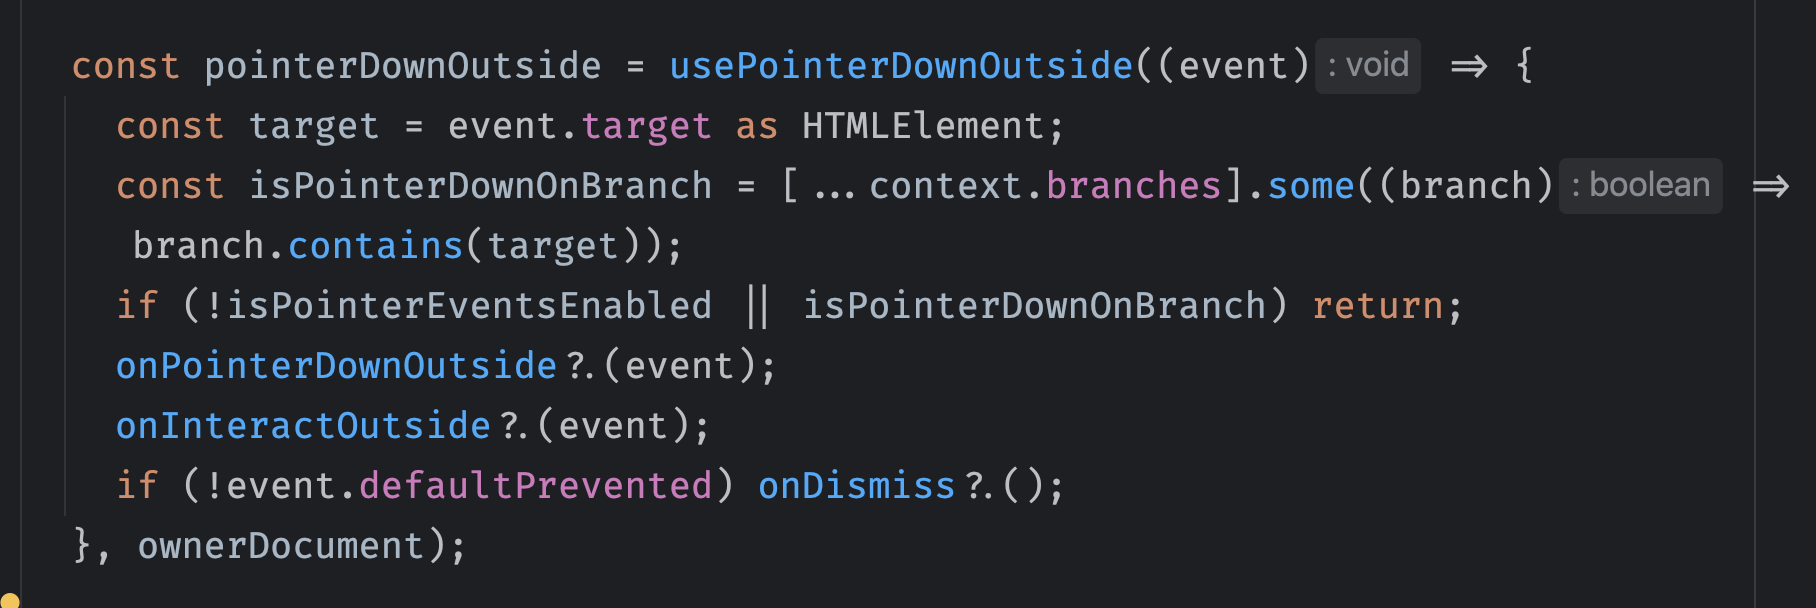 const pointerDownOutside = usePointerDownOutside((event) : void => {
const target = event.target as HTMLElement;
const isPointerDownOnBranch = [...context.branches].some((branch) : boolean =>
branch.contains(target));
if (!isPointerEventsEnabled || isPointerDownOnBranch) return;
onPointerDownOutside?.(event);
onInteractOutside?.(event);
if (!event.defaultPrevented) onDismiss?.();
}, ownerDocument);